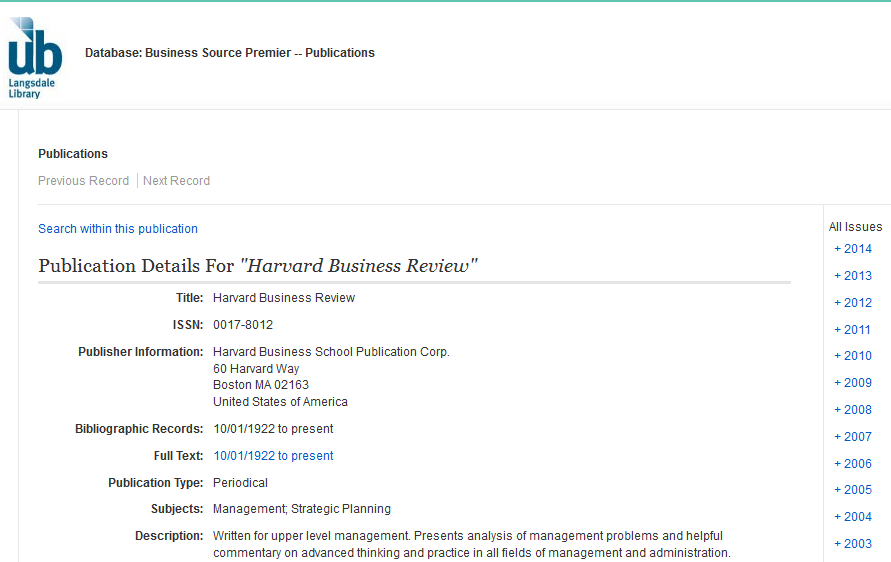 ub
Langsdale
Library
Database: Business Source Premier -- Publications
Publications
Previous Record | Next Record
Search within this publication
Publication Details For "Harvard Business Review"
Title: Harvard Business Review
ISSN: 0017-8012
Publisher Information: Harvard Business School Publication Corp.
60 Harvard Way
Boston MA 02163
United States of America
Bibliographic Records: 10/01/1922 to present
Full Text: 10/01/1922 to present
Publication Type: Periodical
Subjects: Management; Strategic Planning
Description: Written for upper level management. Presents analysis of management problems and helpful
commentary on advanced thinking and practice in all fields of management and administration.
All Issues
+ 2014
+ 2013
+ 2012
+ 2011
+ 2010
+ 2009
+ 2008
+ 2007
+ 2006
+ 2005
+ 2004
+ 2003